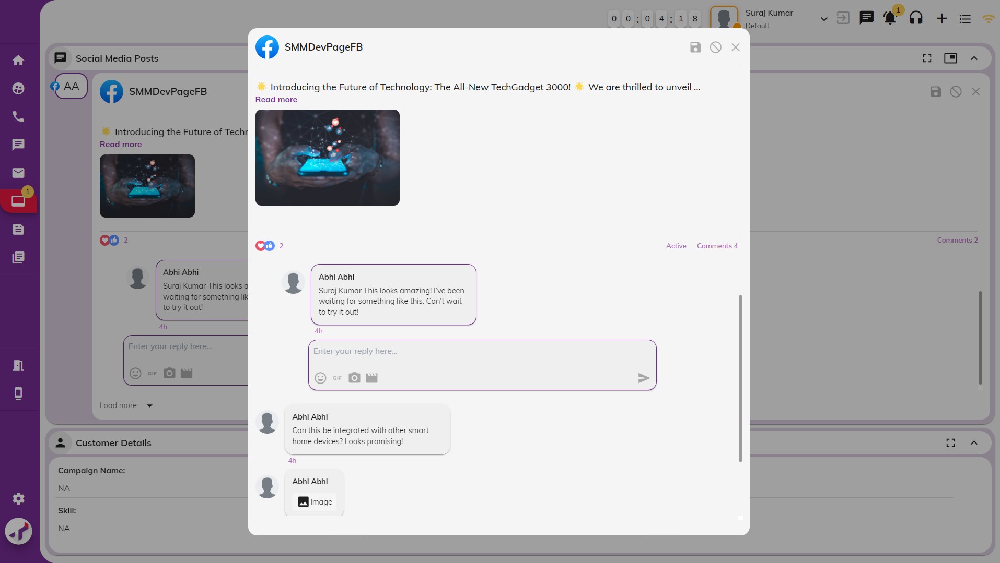 0 0 : 0 4 : 1 8
Suraj Kumar
Default
1
Social Media Posts
AA
SMMDevPageFB
Introducing the Future of Techn
Read more
2
Comments 2
Abhi Abhi
Suraj Kumar This looks a
waiting for something lik
to try it out!
4h
Enter your reply here...
GIF
Load more
1
Customer Details
Campaign Name:
NA
Skill:
NA
SMMDevPageFB
🌟 Introducing the Future of Technology: The All-New TechGadget 3000! 🌟 We are thrilled to unveil ...
Read more
2
Active
Comments 4
Abhi Abhi
Suraj Kumar This looks amazing! I've been
waiting for something like this. Can't wait
to try it out!
4h
Enter your reply here...
GIF
Abhi Abhi
Can this be integrated with other smart
home devices? Looks promising!
4h
Abhi Abhi
Image